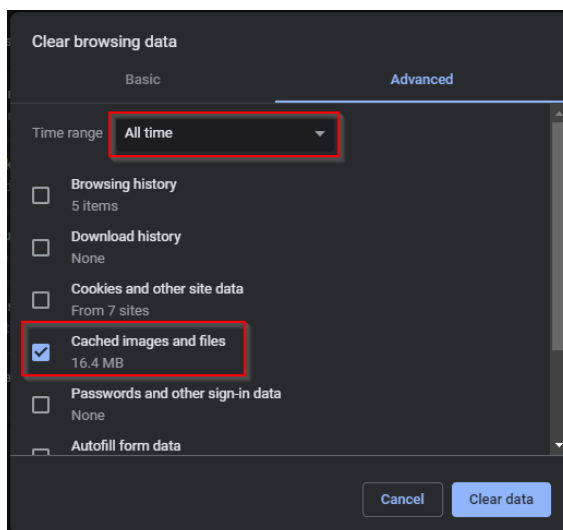 Clear browsing data
Basic Advanced
Time range All time
Browsing history
5 items
Download history
None
Cookies and other site data
From 7 sites
Cached images and files
16.4 MB
Passwords and other sign-in data
None
Autofill form data
Cancel Clear data